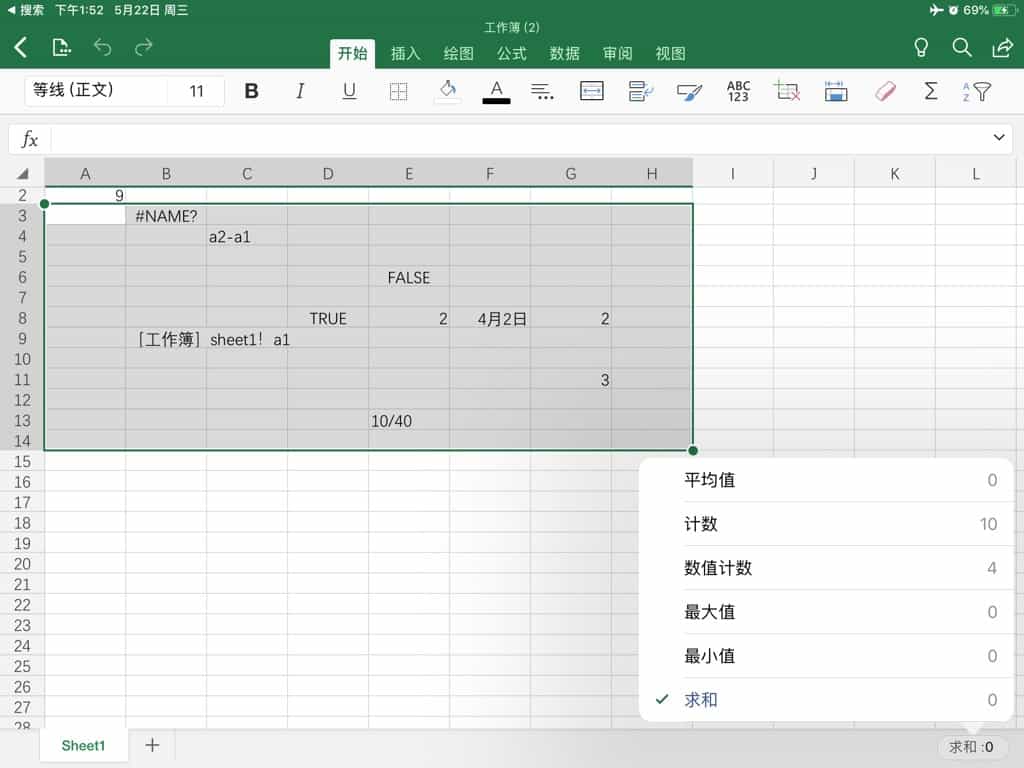 搜索 下午1:52 5月22日 周三
69%
工作簿 (2)
开始 插入 绘图 公式 数据 审阅 视图
等线 (正文) 11 B I U A ABC 123 Σ A Z
fx
A B C D E F G H I J K L
2 9
3 #NAME?
4 a2-a1
5
6 FALSE
7
8 TRUE 2 4月2日 2
9 [工作簿] sheet1! a1
10
11 3
12
13 10/40
14
15
16
17
18
19
20
21
22
23
24
25
26
27
28
平均值 0
计数 10
数值计数 4
最大值 0
最小值 0
求和 0
Sheet1
求和 :0